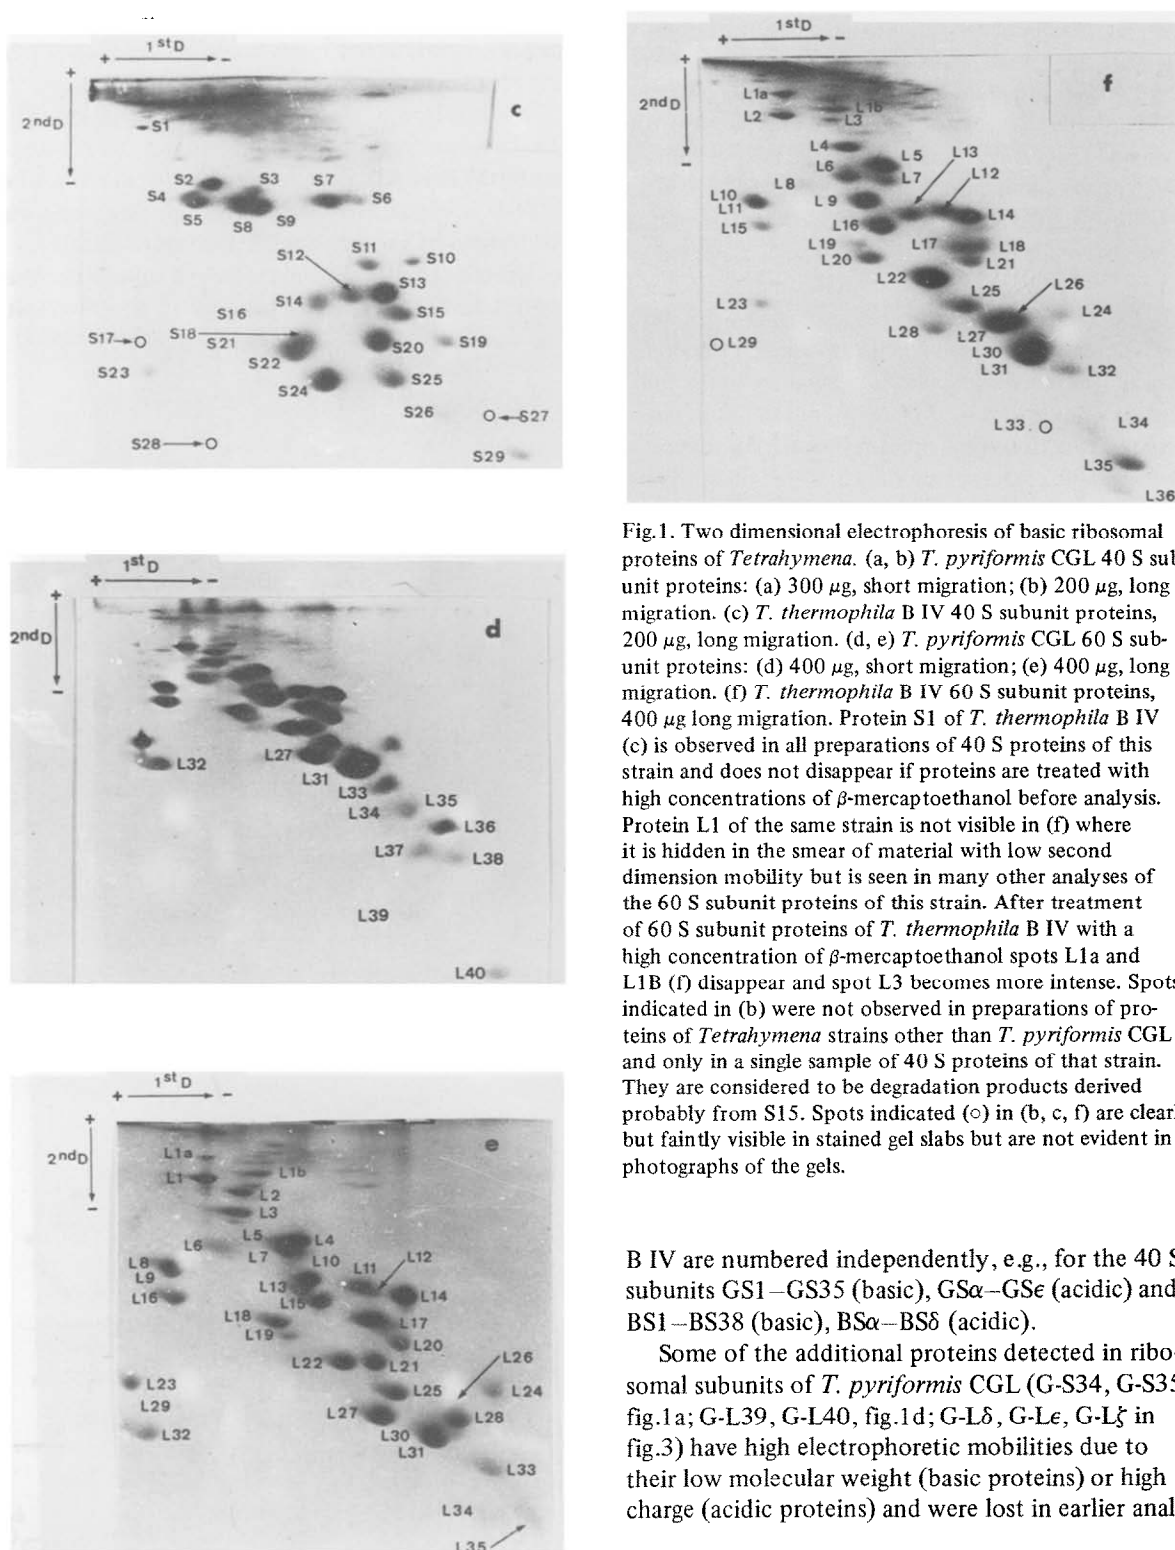 1st D
+ -
+
2nd D
-
c
S1
S2 S3 S7
S4 S6
S5 S8 S9
S12 S11 S10
S14 S13
S16 S15
S17 S18 S21 S20 S19
S22
S23 S24 S25
S26 S27
S28
S29
1st D
+ -
+
2nd D
-
f
L1a L1b
L2 L3
L4 L5 L13
L6 L7 L12
L8
L10 L9
L11 L14
L15 L16
L19 L17 L18
L20 L21
L22
L23 L25 L26 L24
L28 L27
L29 L30
L31 L32
L33 L34
L35
L36
Fig.1. Two dimensional electrophoresis of basic ribosomal
proteins of Tetrahymena. (a, b) T. pyriformis CGL 40 S sub
unit proteins: (a) 300 μg, short migration; (b) 200 μg, long
migration. (c) T. thermophila B IV 40 S subunit proteins,
200 μg, long migration. (d, e) T. pyriformis CGL 60 S sub-
unit proteins: (d) 400 μg, short migration; (e) 400 μg, long
migration. (f) T. thermophila B IV 60 S subunit proteins,
400 μg long migration. Protein S1 of T. thermophila B IV
(c) is observed in all preparations of 40 S proteins of this
strain and does not disappear if proteins are treated with
high concentrations of β-mercaptoethanol before analysis.
Protein L1 of the same strain is not visible in (f) where
it is hidden in the smear of material with low second
dimension mobility but is seen in many other analyses of
the 60 S subunit proteins of this strain. After treatment
of 60 S subunit proteins of T. thermophila B IV with a
high concentration of β-mercaptoethanol spots L1a and
L1B (f) disappear and spot L3 becomes more intense. Spots
indicated in (b) were not observed in preparations of pro-
teins of Tetrahymena strains other than T. pyriformis CGL
and only in a single sample of 40 S proteins of that strain.
They are considered to be degradation products derived
probably from S15. Spots indicated (○) in (b, c, f) are clearl
but faintly visible in stained gel slabs but are not evident in
photographs of the gels.
1st D
+ -
+
2nd D
-
d
L32 L27
L31
L33
L34 L35
L36
L37 L38
L39
L40
1st D
+ -
+
2nd D
-
e
L1a
L1 L1b
L2
L3
L5 L4
L6 L7
L8 L10 L11 L12
L9 L13
L16 L15 L14
L18 L17
L19 L20
L22 L21 L26
L23 L25 L24
L29 L27 L28
L32 L30
L31
L33
L34
L35
B IV are numbered independently, e.g., for the 40 S
subunits GS1–GS35 (basic), GSα–GSε (acidic) and
BS1–BS38 (basic), BSα–BSδ (acidic).
Some of the additional proteins detected in ribo-
somal subunits of T. pyriformis CGL (G-S34, G-S35
fig.1a; G-L39, G-L40, fig.1d; G-Lδ, G-Lε, G-Lζ in
fig.3) have high electrophoretic mobilities due to
their low molecular weight (basic proteins) or high
charge (acidic proteins) and were lost in earlier anal